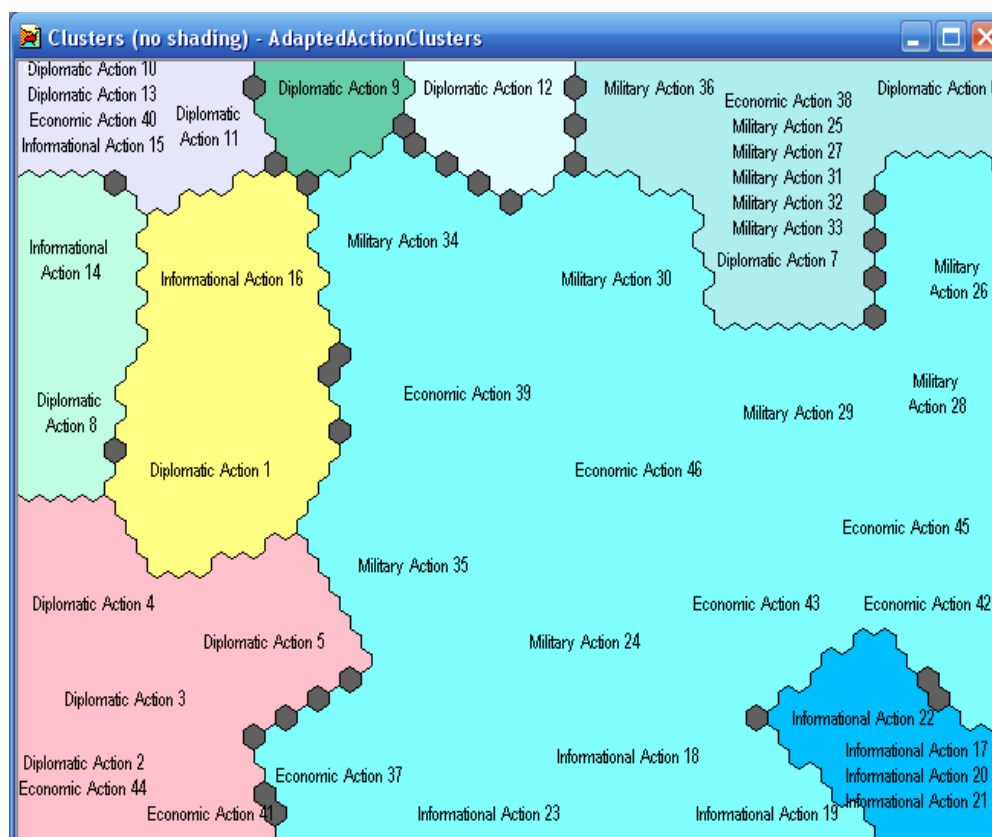 Clusters (no shading) - AdaptedActionClusters
Diplomatic Action 10
Diplomatic Action 13
Economic Action 40
Informational Action 15
Diplomatic
Action 11
Diplomatic Action 9
Diplomatic Action 12
Military Action 36
Economic Action 38
Military Action 25
Military Action 27
Military Action 31
Military Action 32
Military Action 33
Diplomatic Action 7
Diplomatic Action
Informational
Action 14
Informational Action 16
Military Action 34
Military Action 30
Military
Action 26
Diplomatic
Action 8
Economic Action 39
Military Action 29
Military
Action 28
Diplomatic Action 1
Economic Action 46
Economic Action 45
Military Action 35
Diplomatic Action 4
Economic Action 43
Economic Action 42
Diplomatic Action 5
Military Action 24
Diplomatic Action 3
Informational Action 22
Diplomatic Action 2
Economic Action 44
Economic Action 41
Economic Action 37
Informational Action 18
Informational Action 17
Informational Action 20
Informational Action 21
Informational Action 23
Informational Action 19